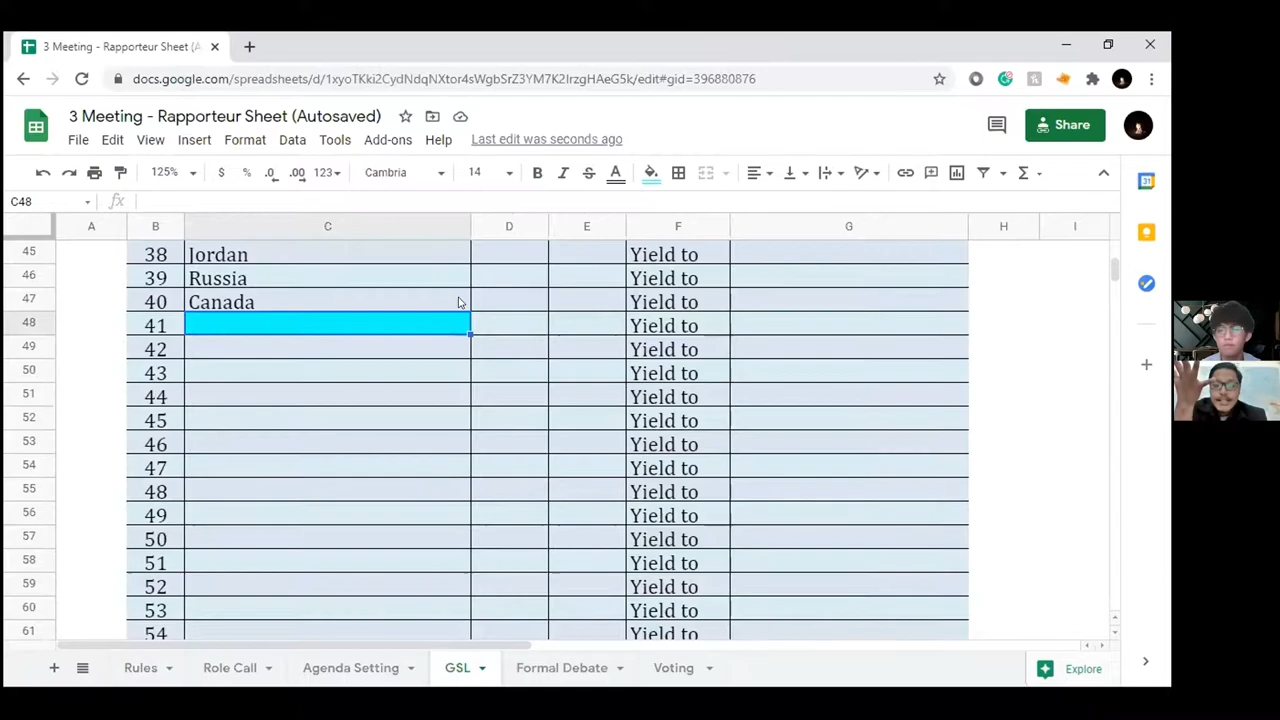 3 Meeting - Rapporteur Sheet (A
docs.google.com/spreadsheets/d/1xyoTKki2CydNdqNXtor4sWgbSrZ3YM7K2IrzgHAeG5k/edit#gid=396880876
3 Meeting - Rapporteur Sheet (Autosaved)
Share
File Edit View Insert Format Data Tools Add-ons Help Last edit was seconds ago
125% $ % .0 .00 123 Cambria 14 B I S A Σ
C48 fx
31
A B C D E F G H I
45 38 Jordan Yield to
46 39 Russia Yield to
47 40 Canada Yield to
48 41 Yield to
49 42 Yield to
50 43 Yield to
51 44 Yield to
52 45 Yield to
53 46 Yield to
54 47 Yield to
55 48 Yield to
56 49 Yield to
57 50 Yield to
58 51 Yield to
59 52 Yield to
60 53 Yield to
61 54 Yield to
Rules Role Call Agenda Setting GSL Formal Debate Voting Explore